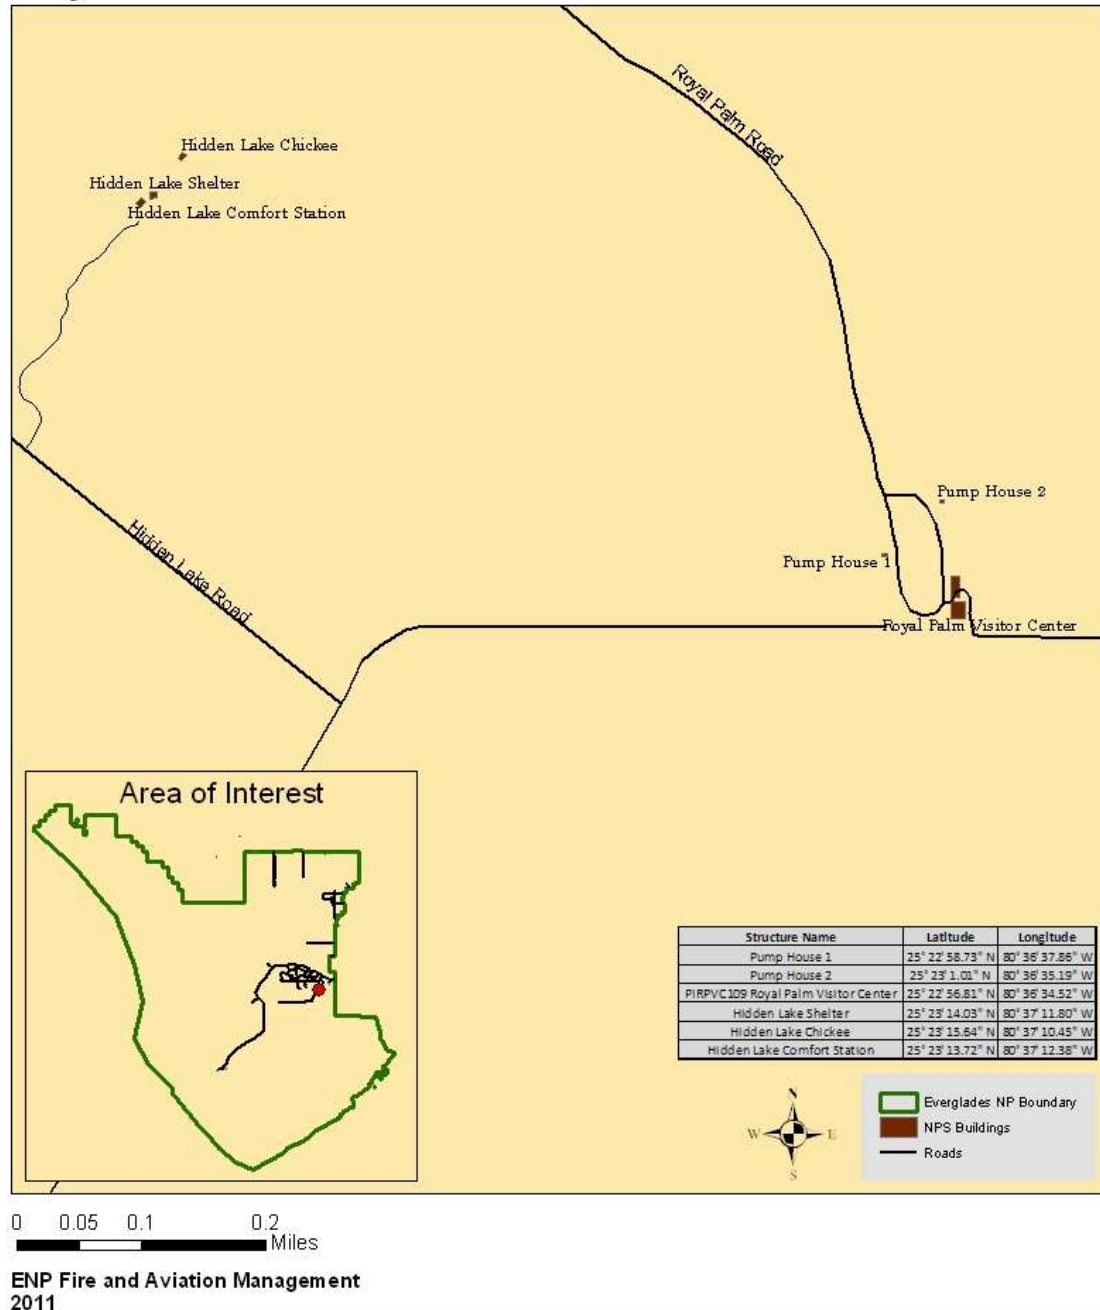 Royal Palm Road
Hidden Lake Chickee
Hidden Lake Shelter
Hidden Lake Comfort Station
Pump House 2
Hidden Lake Road
Pump House 1
Royal Palm Visitor Center
Area of Interest
Structure Name Latitude Longitude
Pump House 1 25° 22' 58.73" N 80° 36' 37.86" W
Pump House 2 25° 23' 1.01" N 80° 36' 35.19" W
PIRPVC109 Royal Palm Visitor Center 25° 22' 56.81" N 80° 36' 34.52" W
Hidden Lake Shelter 25° 23' 14.03" N 80° 37' 11.80" W
Hidden Lake Chickee 25° 23' 15.64" N 80° 37' 10.45" W
Hidden Lake Comfort Station 25° 23' 13.72" N 80° 37' 12.38" W
N
W E
S
Everglades NP Boundary
NPS Buildings
Roads
0 0.05 0.1 0.2
Miles
ENP Fire and Aviation Management
2011